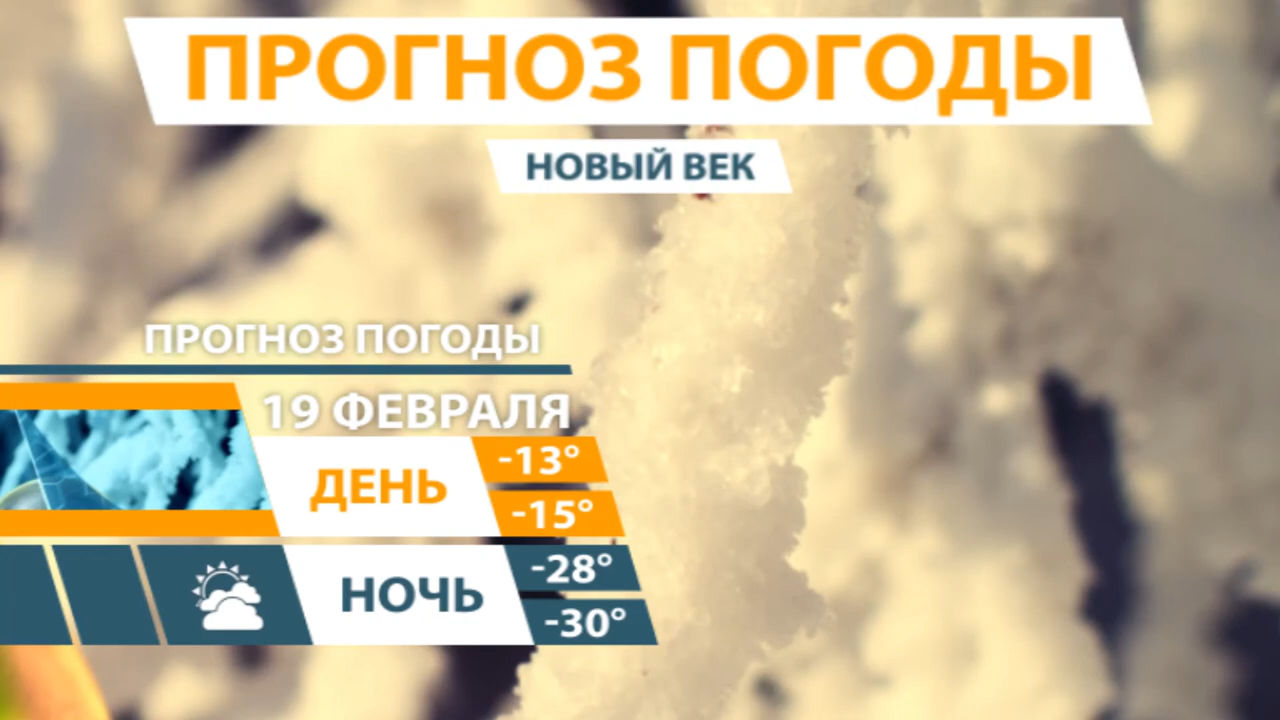 ПРОГНОЗ ПОГОДЫ
НОВЫЙ ВЕК
ПРОГНОЗ ПОГОДЫ
19 ФЕВРАЛЯ
ДЕНЬ
-13°
-15°
НОЧЬ
-28°
-30°